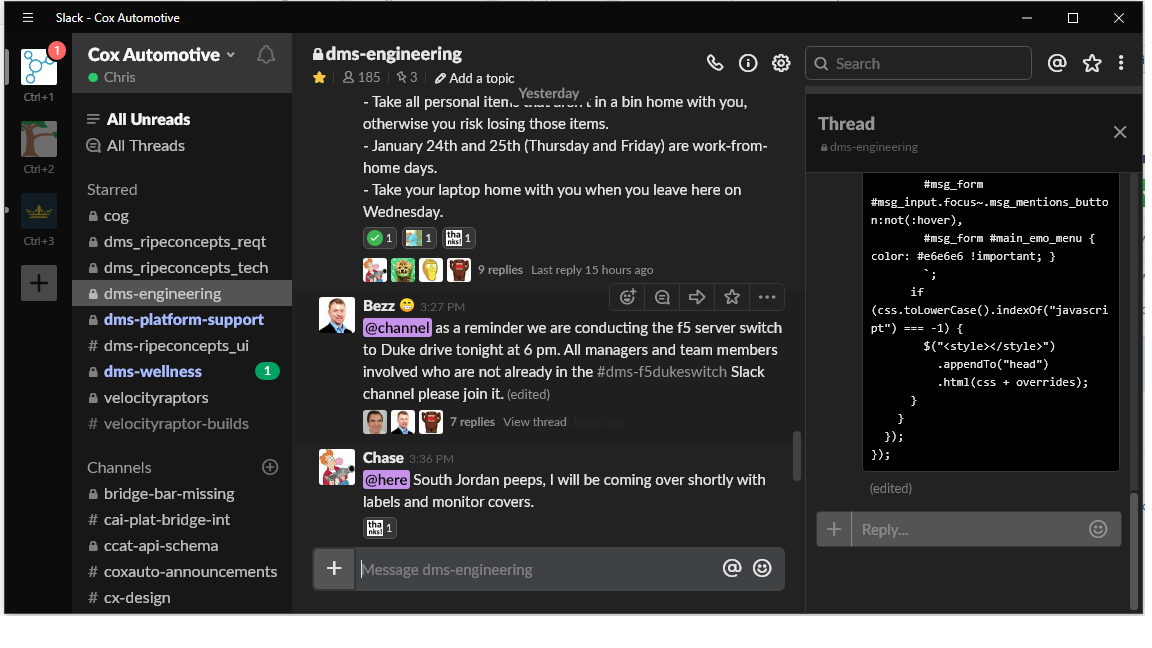 Slack - Cox Automotive
1
Ctrl+1
Ctrl+2
Ctrl+3
Cox Automotive
Chris
All Unreads
All Threads
Starred
cog
dms_ripeconcepts_reqt
dms_ripeconcepts_tech
dms-engineering
dms-platform-support
# dms-ripeconcepts_ui
dms-wellness 1
velocityraptors
# velocityraptor-builds
Channels
bridge-bar-missing
# cai-plat-bridge-int
ccat-api-schema
# coxauto-announcements
# cx-design
dms-engineering
185 3 Add a topic
Search
Yesterday
- Take all personal items that aren't in a bin home with you,
otherwise you risk losing those items.
- January 24th and 25th (Thursday and Friday) are work-from-
home days.
- Take your laptop home with you when you leave here on
Wednesday.
1 1 tha nks! 1
9 replies Last reply 15 hours ago
Bezz 3:27 PM
@channel as a reminder we are conducting the f5 server switch
to Duke drive tonight at 6 pm. All managers and team members
involved who are not already in the #dms-f5dukeswitch Slack
channel please join it. (edited)
7 replies View thread hours ago
Chase 3:36 PM
@here South Jordan peeps, I will be coming over shortly with
labels and monitor covers.
tha nks! 1
Message dms-engineering
Thread
dms-engineering
#msg_form
#msg_input.focus~.msg_mentions_butto
n:not(:hover),
#msg_form #main_emo_menu {
color: #e6e6e6 !important; }
`;
if
(css.toLowerCase().indexOf("javascri
pt") === -1) {
$("<style></style>")
.appendTo("head")
.html(css + overrides);
}
}
});
});
(edited)
Reply...